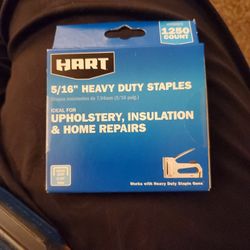 1250
COUNT
HART
5/16" HEAVY DUTY STAPLES
IDEAL FOR
UPHOLSTERY, INSULATION
& HOME REPAIRS
Works with Heavy Duty Staple Guns